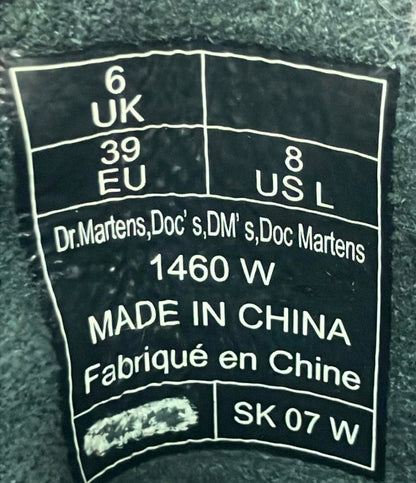 6
UK
39
EU
8
US L
Dr.Martens,Doc' s,DM' s,Doc Martens
1460 W
MADE IN CHINA
Fabriqué en Chine
SK 07 W